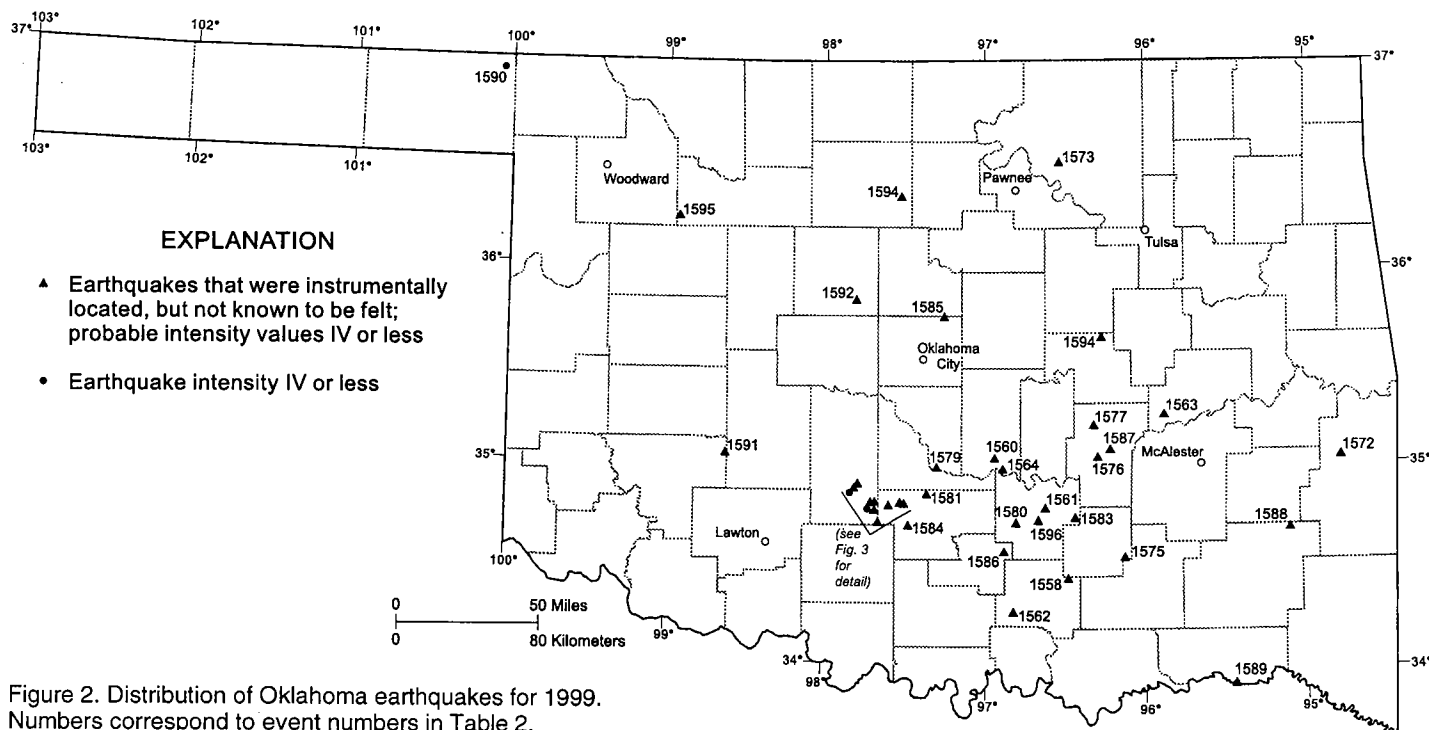 103°
37°
102°
101°
100°
99°
98°
97°
96°
95°
37°
1590
103°
102°
101°
Woodward
1595
1594
Pawnee
1573
Tulsa
EXPLANATION
▲ Earthquakes that were instrumentally
located, but not known to be felt;
probable intensity values IV or less
• Earthquake intensity IV or less
36°
36°
1592
1585
Oklahoma
City
1594
1563
1577
1587
1576
McAlester
1572
35°
1591
1579
1560
1564
35°
1581
1561
1580
1583
1596
1584
1588
Lawton
(see
Fig. 3
for
detail)
1586
1575
1558
1562
100°
0 50 Miles
0 80 Kilometers
99°
34°
98°
97°
96°
1589
95°
34°
Figure 2. Distribution of Oklahoma earthquakes for 1999.
Numbers correspond to event numbers in Table 2.